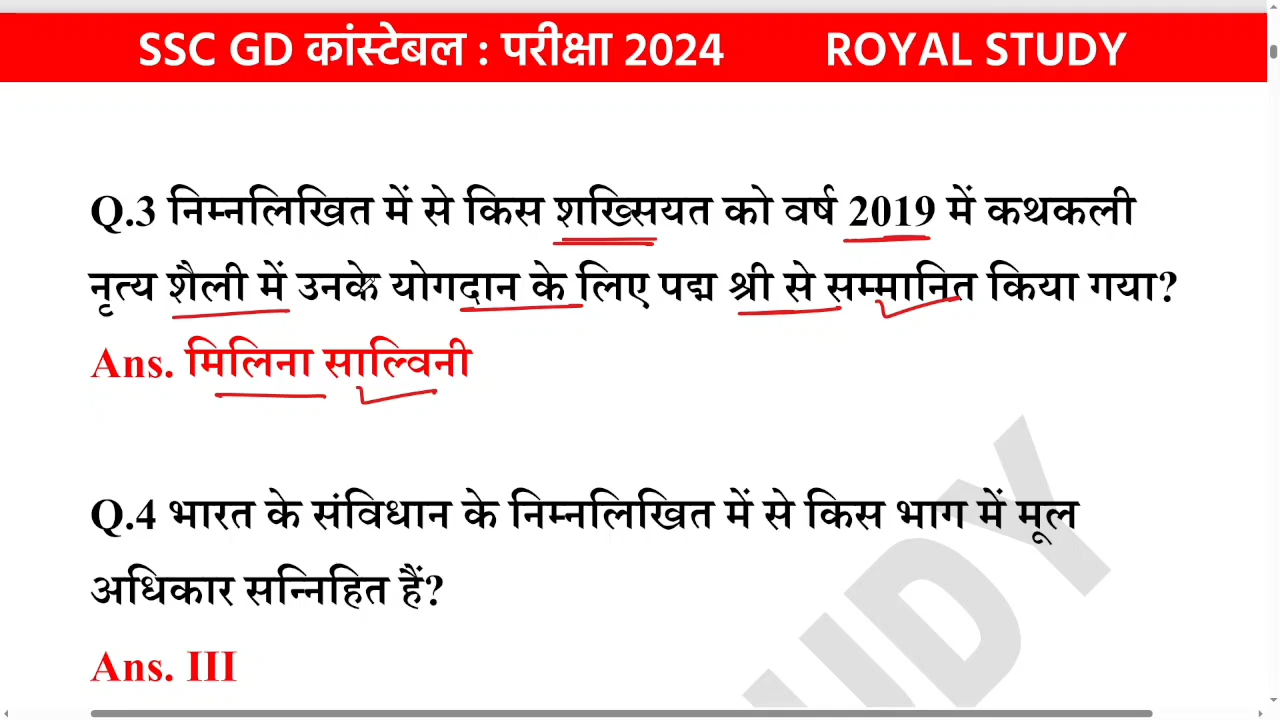 SSC GD कांस्टेबल : परीक्षा 2024 ROYAL STUDY
Q.3 निम्नलिखित में से किस शख्सियत को वर्ष 2019 में कथकली
नृत्य शैली में उनके योगदान के लिए पद्म श्री से सम्मानित किया गया?
Ans. मिलिना साल्विनी
Q.4 भारत के संविधान के निम्नलिखित में से किस भाग में मूल
अधिकार सन्निहित हैं?
Ans. III
UDY